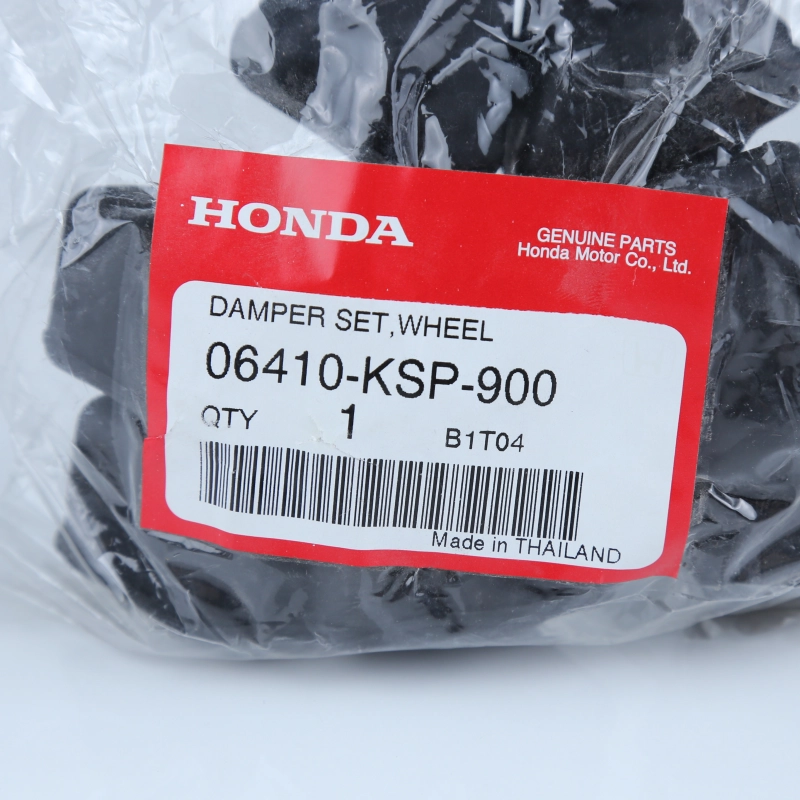 HONDA
GENUINE PARTS
Honda Motor Co., Ltd.
DAMPER SET,WHEEL
06410-KSP-900
QTY 1 B1T04
Made in THAILAND